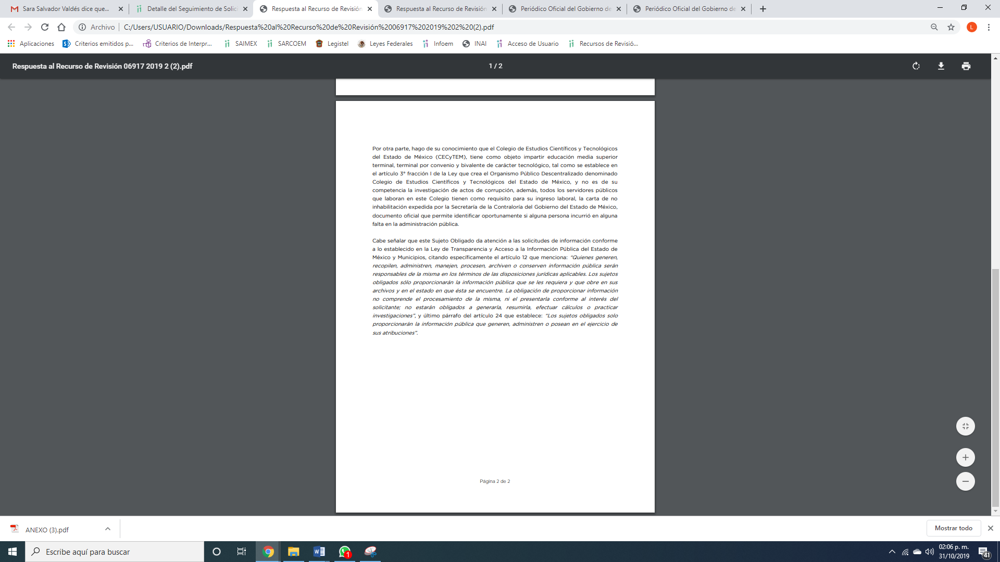 Sara Salvador Valdés dice que...
Detalle del Seguimiento de Solici
Respuesta al Recurso de Revisión
Respuesta al Recurso de Revisión
Periódico Oficial del Gobierno de
Periódico Oficial del Gobierno de
Archivo
C:/Users/USUARIO/Downloads/Respuesta%20al%20Recurso%20de%20Revisión%2006917%202019%202%20(2).pdf
L
Aplicaciones
Criterios emitidos p...
Criterios de Interpr...
SAIMEX
SARCOEM
Legistel
Leyes Federales
Infoem
INAI
Acceso de Usuario
Recursos de Revisió...
Respuesta al Recurso de Revisión 06917 2019 2 (2).pdf
1 / 2
Por otra parte, hago de su conocimiento que el Colegio de Estudios Científicos y Tecnológicos
del Estado de México (CECyTEM), tiene como objeto impartir educación media superior
terminal, terminal por convenio y bivalente de carácter tecnológico, tal como se establece en
el artículo 3° fracción I de la Ley que crea el Organismo Público Descentralizado denominado
Colegio de Estudios Científicos y Tecnológicos del Estado de México, y no es de su
competencia la investigación de actos de corrupción, además, todos los servidores públicos
que laboran en este Colegio tienen como requisito para su ingreso laboral, la carta de no
inhabilitación expedida por la Secretaría de la Contraloría del Gobierno del Estado de México,
documento oficial que permite identificar oportunamente si alguna persona incurrió en alguna
falta en la administración pública.
Cabe señalar que este Sujeto Obligado da atención a las solicitudes de información conforme
a lo establecido en la Ley de Transparencia y Acceso a la Información Pública del Estado de
México y Municipios, citando específicamente el artículo 12 que menciona: "Quienes generen,
recopilen, administren, manejen, procesen, archiven o conserven información pública serán
responsables de la misma en los términos de las disposiciones jurídicas aplicables. Los sujetos
obligados sólo proporcionarán la información pública que se les requiera y que obre en sus
archivos y en el estado en que ésta se encuentre. La obligación de proporcionar información
no comprende el procesamiento de la misma, ni el presentarla conforme al interés del
solicitante; no estarán obligados a generarla, resumirla, efectuar cálculos o practicar
investigaciones", y último párrafo del artículo 24 que establece: "Los sujetos obligados solo
proporcionarán la información pública que generen, administren o posean en el ejercicio de
sus atribuciones".
Página 2 de 2
ANEXO (3).pdf
Mostrar todo
Escribe aquí para buscar
1
02:06 p. m.
31/10/2019
41